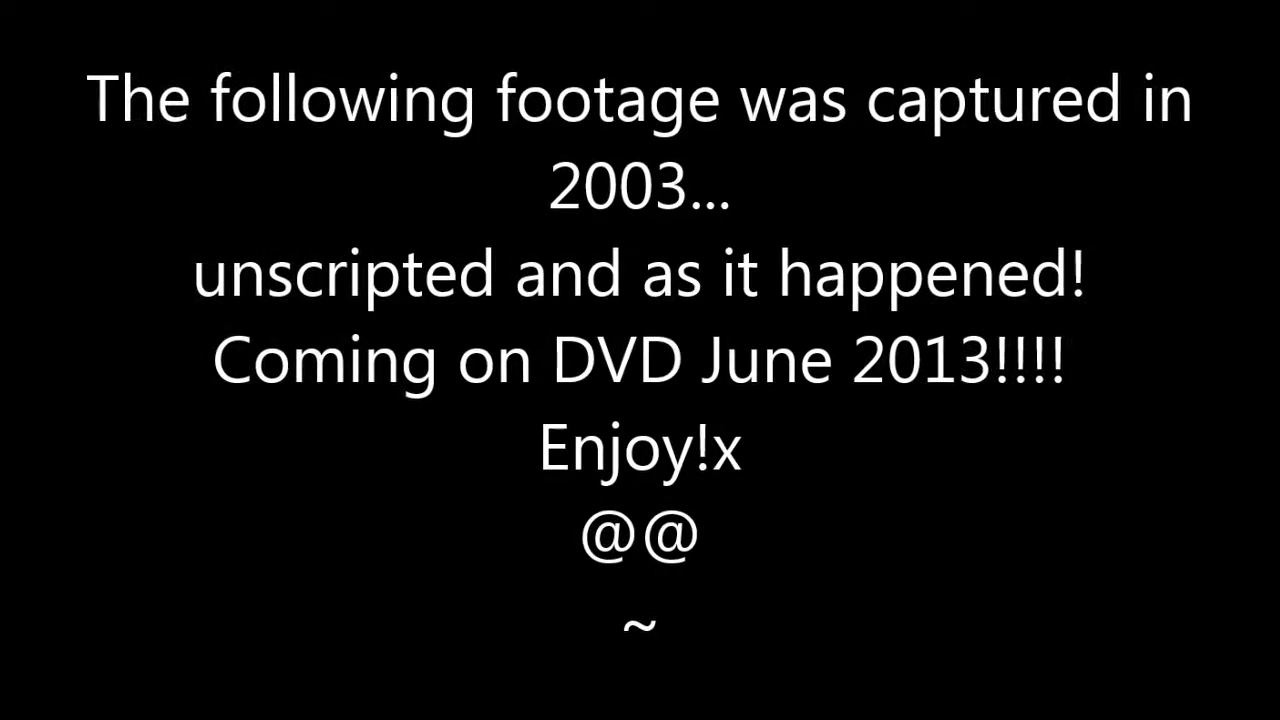 The following footage was captured in
2003...
unscripted and as it happened!
Coming on DVD June 2013!!!!
Enjoy!x
@@
~